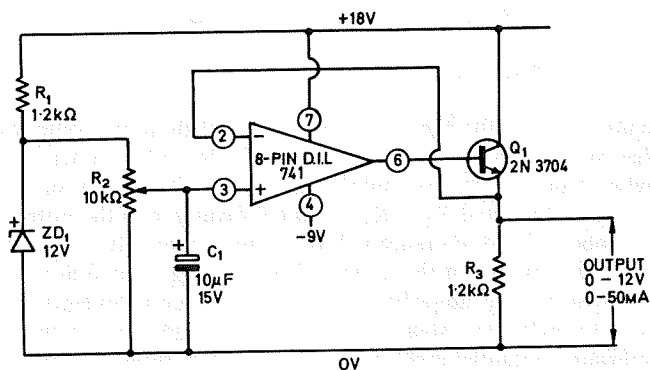 +18V
R1
1·2kΩ
R2
10kΩ
ZD1
12V
+
C1
10μF
15V
+
2
−
3
+
7
8-PIN D.I.L
741
4
-9V
6
Q1
2N 3704
R3
1·2kΩ
OUTPUT
0-12V
0-50mA
0V